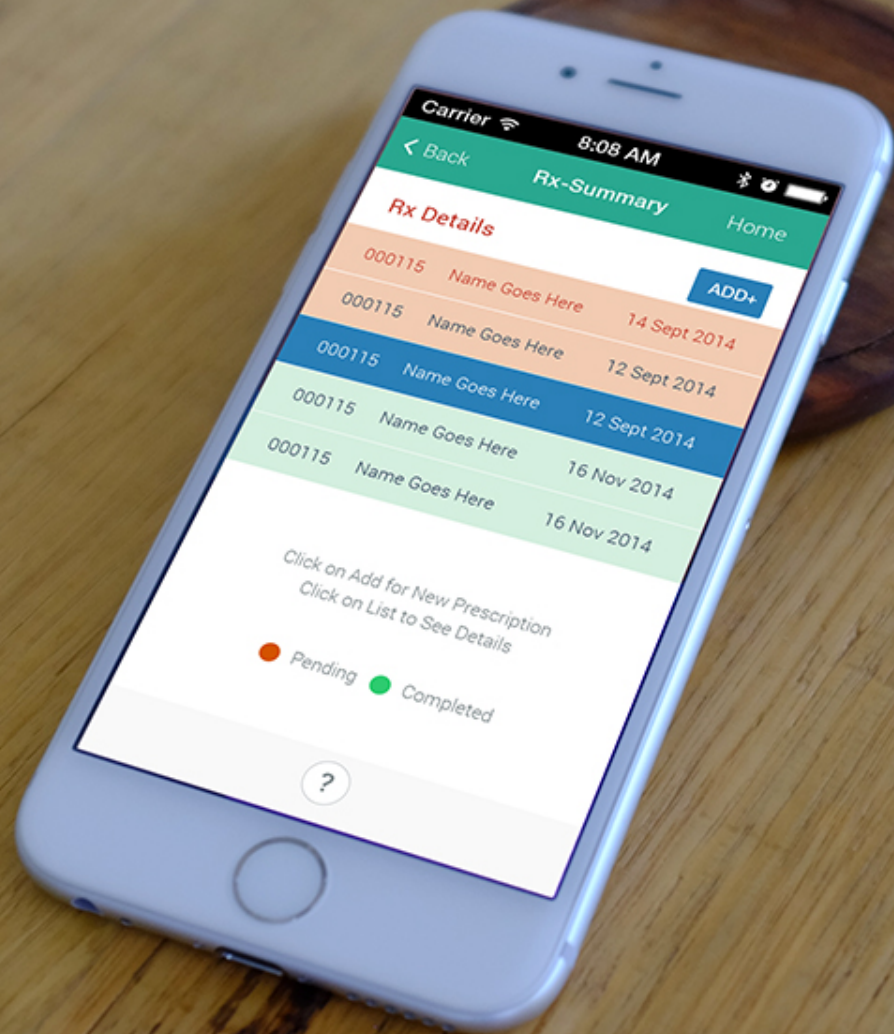 Carrier 8:08 AM
Back Rx-Summary Home
Rx Details
ADD+
000115 Name Goes Here 14 Sept 2014
000115 Name Goes Here 12 Sept 2014
000115 Name Goes Here 12 Sept 2014
000115 Name Goes Here 16 Nov 2014
000115 Name Goes Here 16 Nov 2014
Click on Add for New Prescription
Click on List to See Details
Pending Completed
?